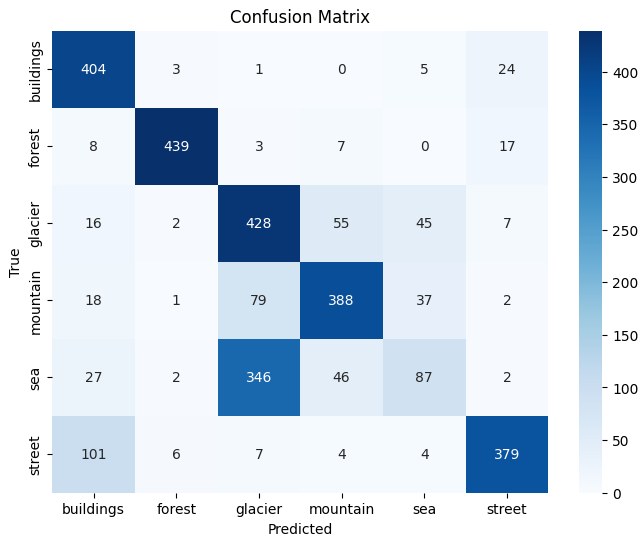 Confusion Matrix
buildings 404 3 1 0 5 24
forest 8 439 3 7 0 17
glacier 16 2 428 55 45 7
mountain 18 1 79 388 37 2
sea 27 2 346 46 87 2
street 101 6 7 4 4 379
buildings forest glacier mountain sea street
Predicted
True
400
350
300
250
200
150
100
50
0